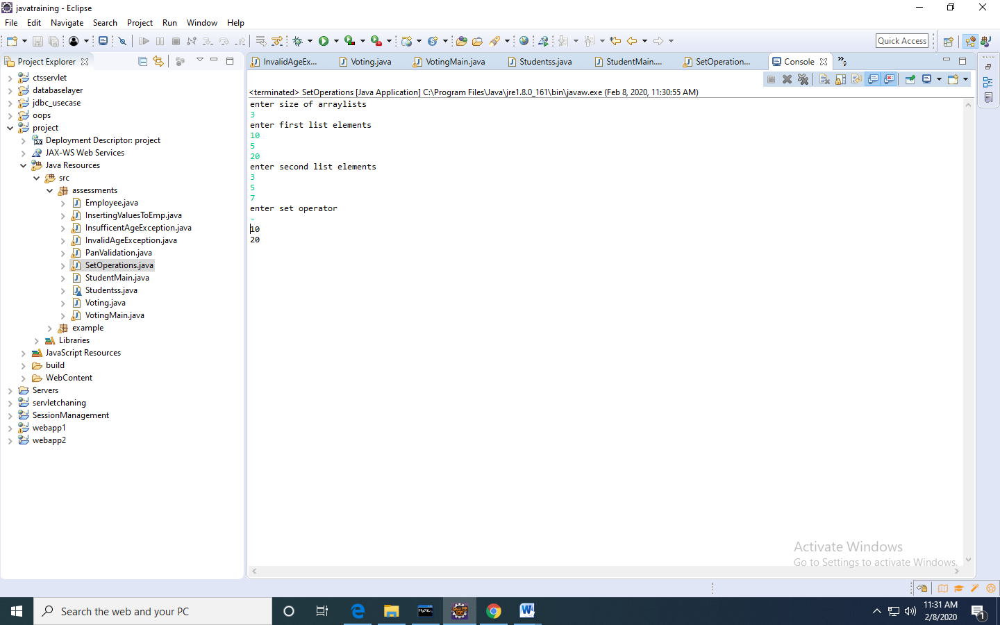 javatraining - Eclipse
File Edit Navigate Search Project Run Window Help
Quick Access
Project Explorer
ctsservlet
databaselayer
jdbc_usecase
oops
project
Deployment Descriptor: project
JAX-WS Web Services
Java Resources
src
assessments
Employee.java
InsertingValuesToEmp.java
InsufficentAgeException.java
InvalidAgeException.java
PanValidation.java
SetOperations.java
StudentMain.java
Studentss.java
Voting.java
VotingMain.java
example
Libraries
JavaScript Resources
build
WebContent
Servers
servletchaning
SessionManagement
webapp1
webapp2
InvalidAgeEx... Voting.java VotingMain.java Studentss.java StudentMain.... SetOperation... Console »9
<terminated> SetOperations [Java Application] C:\Program Files\Java\jre1.8.0_161\bin\javaw.exe (Feb 8, 2020, 11:30:55 AM)
enter size of arraylists
3
enter first list elements
10
5
20
enter second list elements
3
5
7
enter set operator
-
10
20
Activate Windows
Go to Settings to activate Windows.
Search the web and your PC
11:31 AM
2/8/2020
1